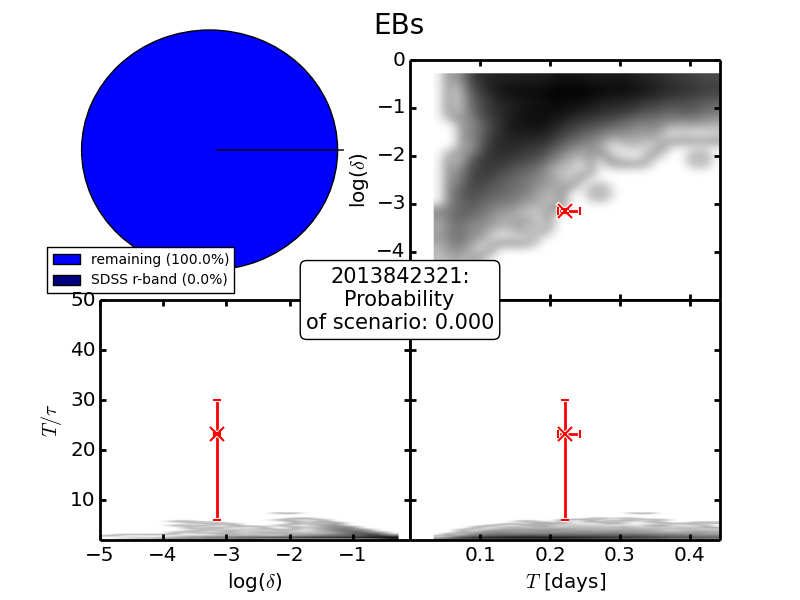 EBs
remaining (100.0%)
SDSS r-band (0.0%)
0
−1
−2
−3
−4
log(δ)
2013842321:
Probability
of scenario: 0.000
50
40
30
20
10
T/τ
−5 −4 −3 −2 −1
log(δ)
0.1 0.2 0.3 0.4
T [days]